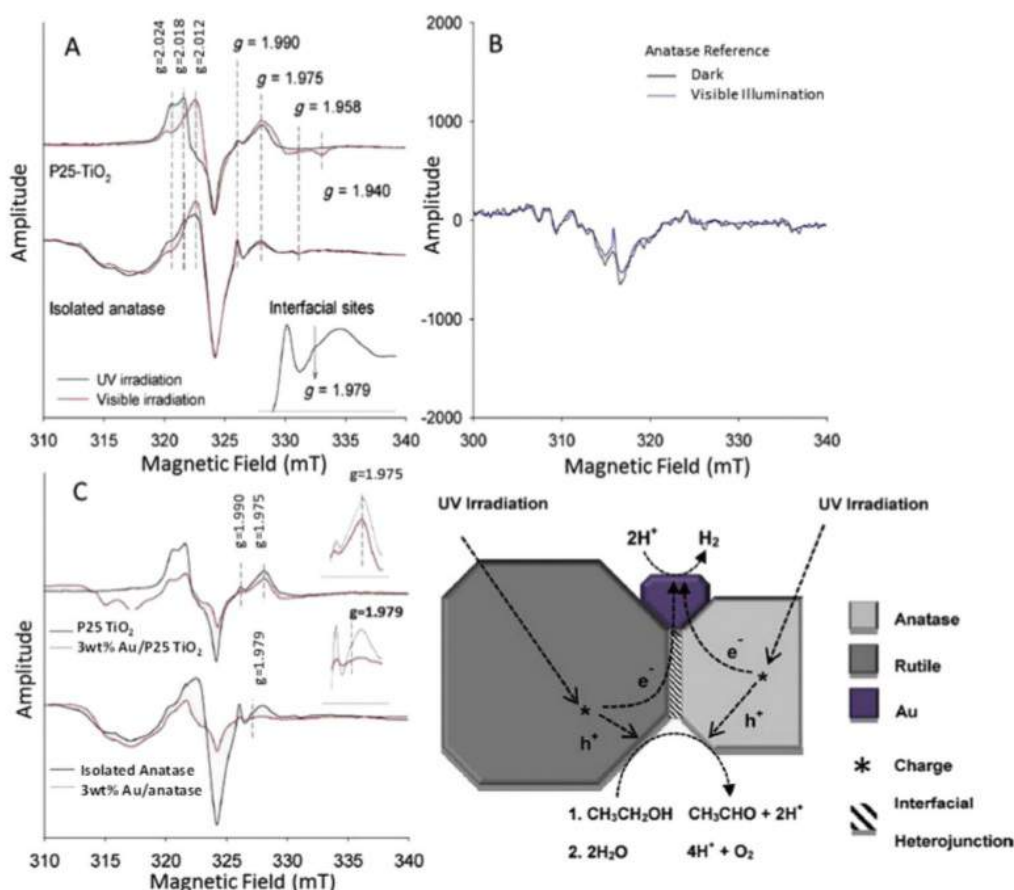 A
g=2.024
g=2.018
g=2.012
g = 1.990
g = 1.975
g = 1.958
g = 1.940
P25-TiO₂
Isolated anatase
Interfacial sites
g = 1.979
UV irradiation
Visible irradiation
Amplitude
310 315 320 325 330 335 340
Magnetic Field (mT)
B
Anatase Reference
Dark
Visible Illumination
2000
1000
0
-1000
-2000
Amplitude
300 310 320 330 340
Magnetic Field (mT)
C
g=1.990
g=1.975
g=1.975
P25 TiO₂
3wt% Au/P25 TiO₂
g=1.979
g=1.979
Isolated Anatase
3wt% Au/anatase
Amplitude
310 315 320 325 330 335 340
Magnetic Field (mT)
UV Irradiation
UV Irradiation
2H⁺ H₂
e⁻
e⁻
h⁺
h⁺
1. CH₃CH₂OH CH₃CHO + 2H⁺
2. 2H₂O 4H⁺ + O₂
Anatase
Rutile
Au
* Charge
Interfacial
Heterojunction